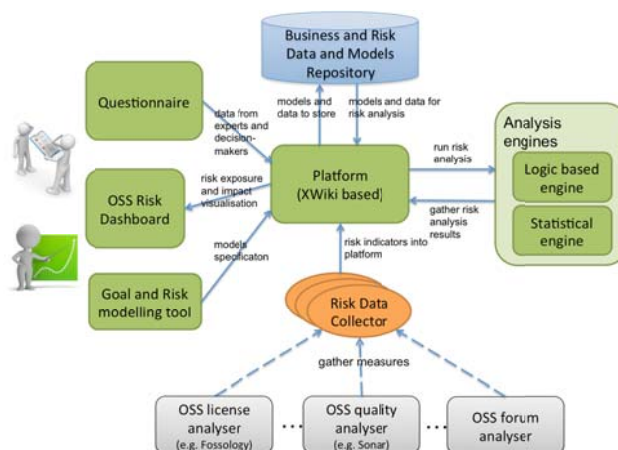 Business and Risk
Data and Models
Repository
Questionnaire
data from
experts and
decision-
makers
models and
data to store
models and data for
risk analysis
Analysis
engines
run risk
analysis
Logic based
engine
Platform
(XWiki based)
OSS Risk
Dashboard
risk exposure
and impact
visualisation
gather risk
analysis
results
Statistical
engine
models
specificaton
risk indicators into
platform
Goal and Risk
modelling tool
Risk Data
Collector
gather measures
OSS license
analyser
(e.g. Fossology)
...
OSS quality
analyser
(e.g. Sonar)
...
OSS forum
analyser